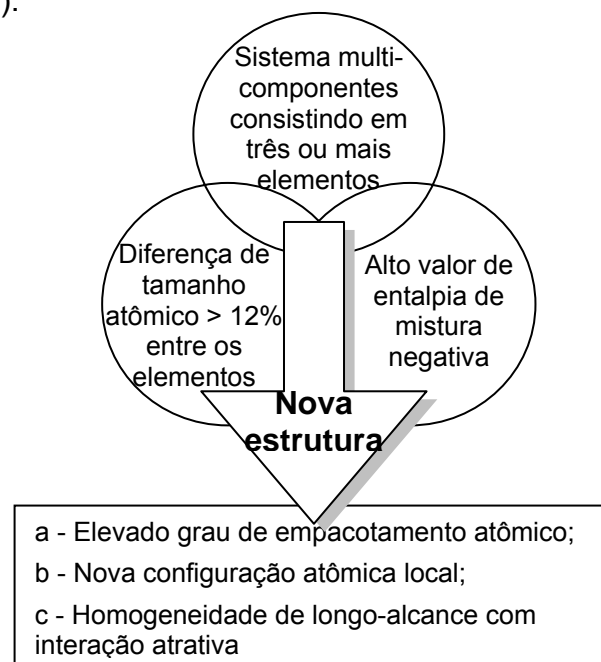 ).
Sistema multi-
componentes
consistindo em
três ou mais
elementos
Diferença de
tamanho
atômico > 12%
entre os
elementos
Alto valor de
entalpia de
mistura
negativa
Nova
estrutura
a - Elevado grau de empacotamento atômico;
b - Nova configuração atômica local;
c - Homogeneidade de longo-alcance com
interação atrativa